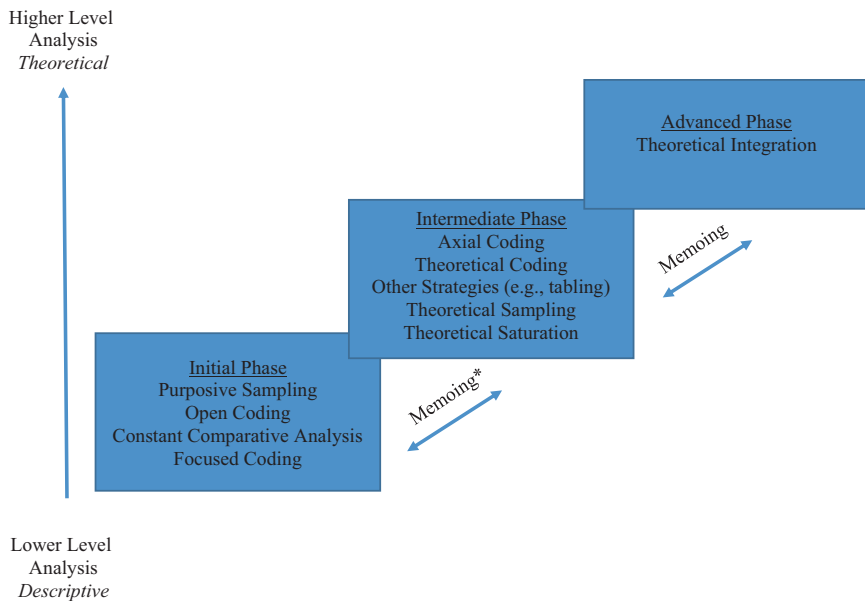 Higher Level
Analysis
Theoretical
Advanced Phase
Theoretical Integration
Intermediate Phase
Axial Coding
Theoretical Coding
Other Strategies (e.g., tabling)
Theoretical Sampling
Theoretical Saturation
Memoing
Initial Phase
Purposive Sampling
Open Coding
Constant Comparative Analysis
Focused Coding
Memoing*
Lower Level
Analysis
Descriptive